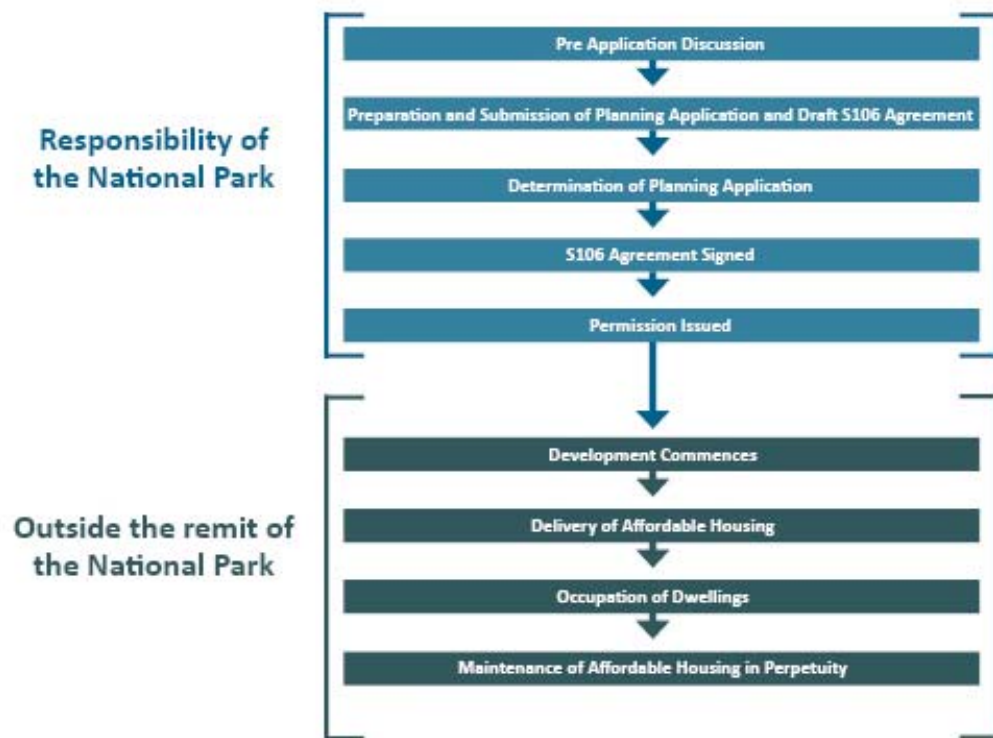 Responsibility of
the National Park
Pre Application Discussion
Preparation and Submission of Planning Application and Draft S106 Agreement
Determination of Planning Application
S106 Agreement Signed
Permission Issued
Outside the remit of
the National Park
Development Commences
Delivery of Affordable Housing
Occupation of Dwellings
Maintenance of Affordable Housing in Perpetuity